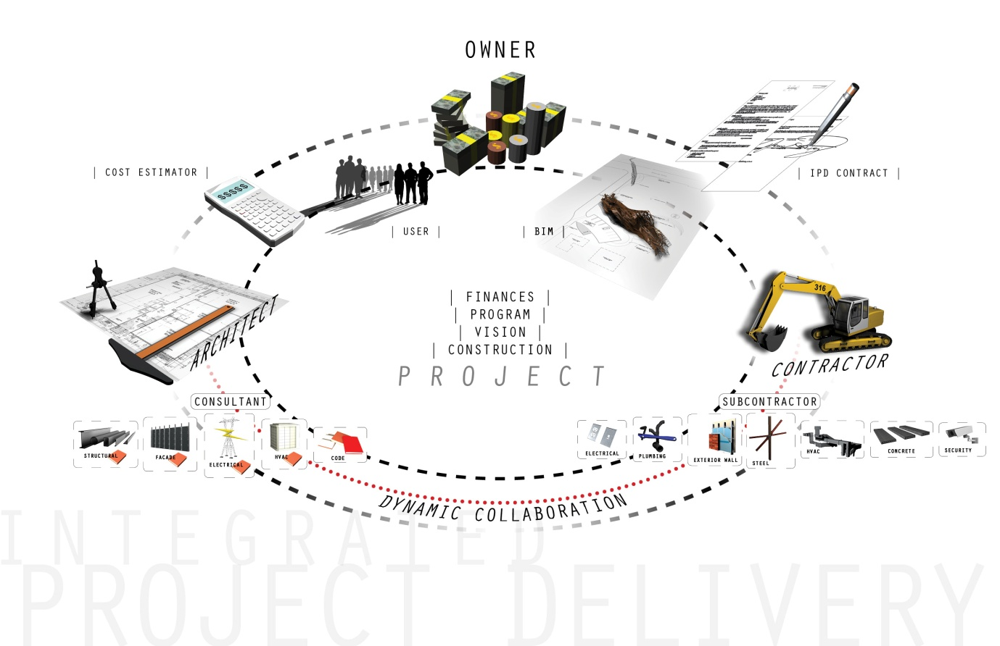 OWNER
| COST ESTIMATOR |
$$$$$
| IPD CONTRACT |
| USER |
| BIM |
316
| FINANCES |
| PROGRAM |
| VISION |
| CONSTRUCTION |
PROJECT
ARCHITECT
CONTRACTOR
CONSULTANT
SUBCONTRACTOR
STRUCTURAL
FACADE
ELECTRICAL
HVAC
CODE
ELECTRICAL
PLUMBING
EXTERIOR WALL
STEEL
HVAC
CONCRETE
SECURITY
DYNAMIC COLLABORATION
INTEGRATED
PROJECT DELIVERY